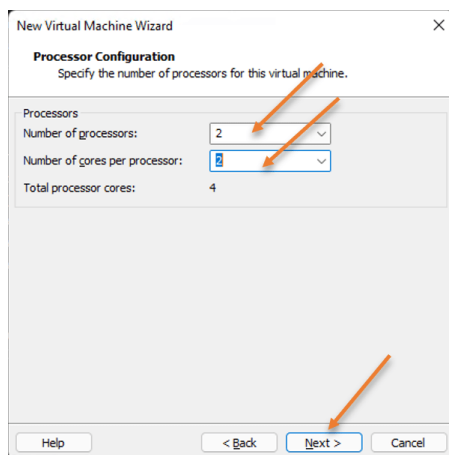 New Virtual Machine Wizard
Processor Configuration
Specify the number of processors for this virtual machine.
Processors
Number of processors: 2
Number of cores per processor: 2
Total processor cores: 4
Help < Back Next > Cancel